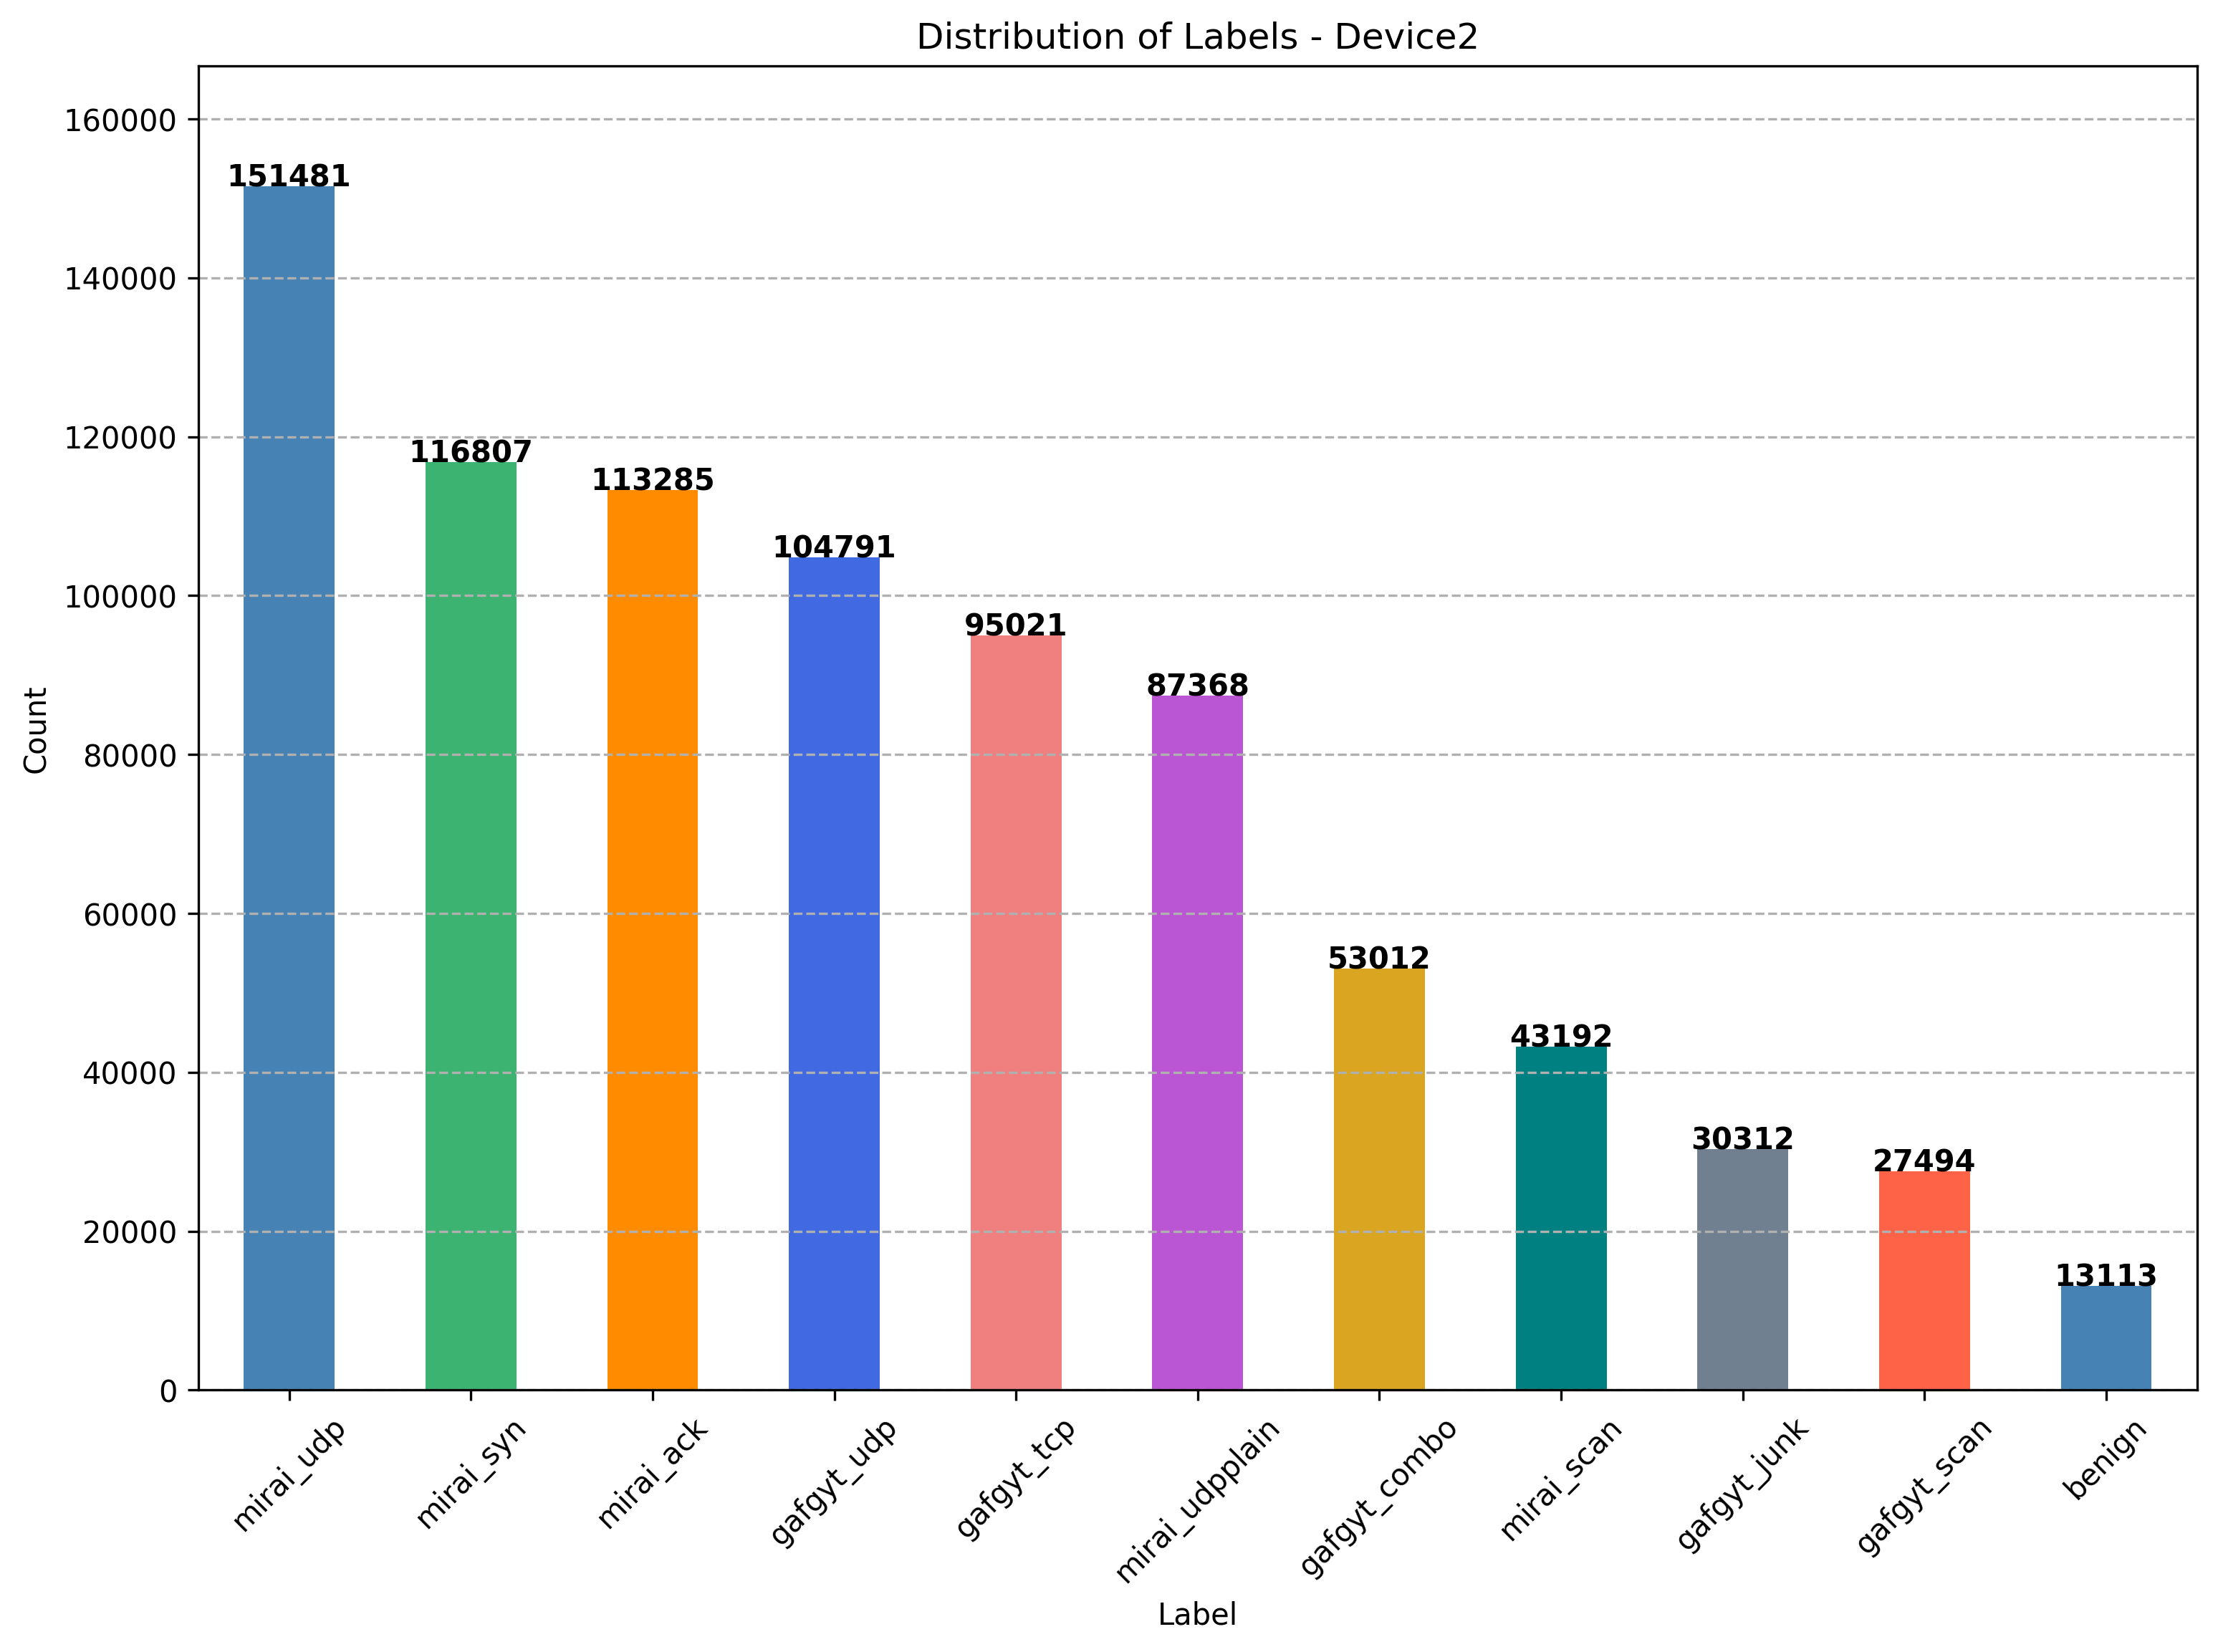 Distribution of Labels - Device2
160000
140000
120000
100000
80000
60000
40000
20000
0
Count
151481
116807
113285
104791
95021
87368
53012
43192
30312
27494
13113
mirai_udp
mirai_syn
mirai_ack
gafgyt_udp
gafgyt_tcp
mirai_udpplain
gafgyt_combo
mirai_scan
gafgyt_junk
gafgyt_scan
benign
Label